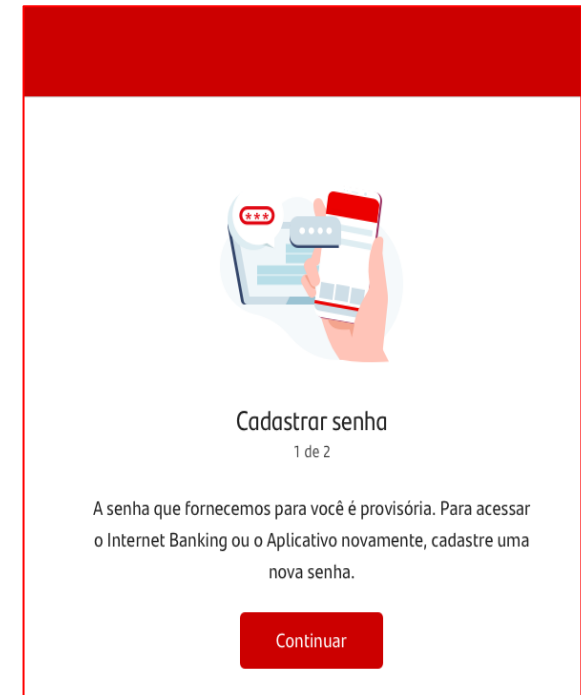 ***
Cadastrar senha
1 de 2
A senha que fornecemos para você é provisória. Para acessar
o Internet Banking ou o Aplicativo novamente, cadastre uma
nova senha.
Continuar